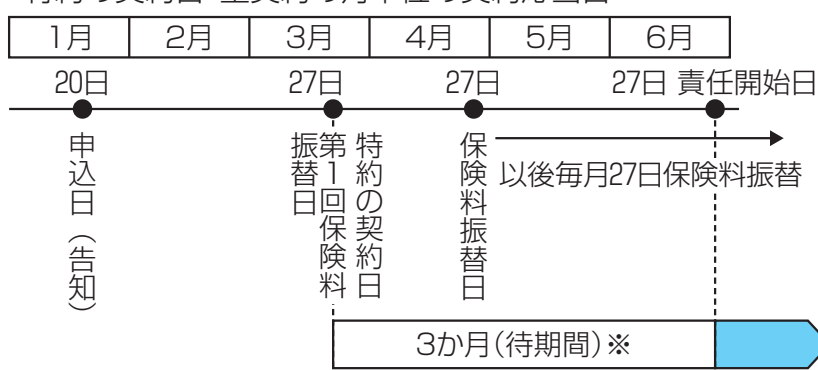 1月 2月 3月 4月 5月 6月
20日 27日 27日 27日 責任開始日
申込日（告知）
第1回保険料
振替日
特約の契約日
保険料振替日
以後毎月27日保険料振替
3か月（待期間）※